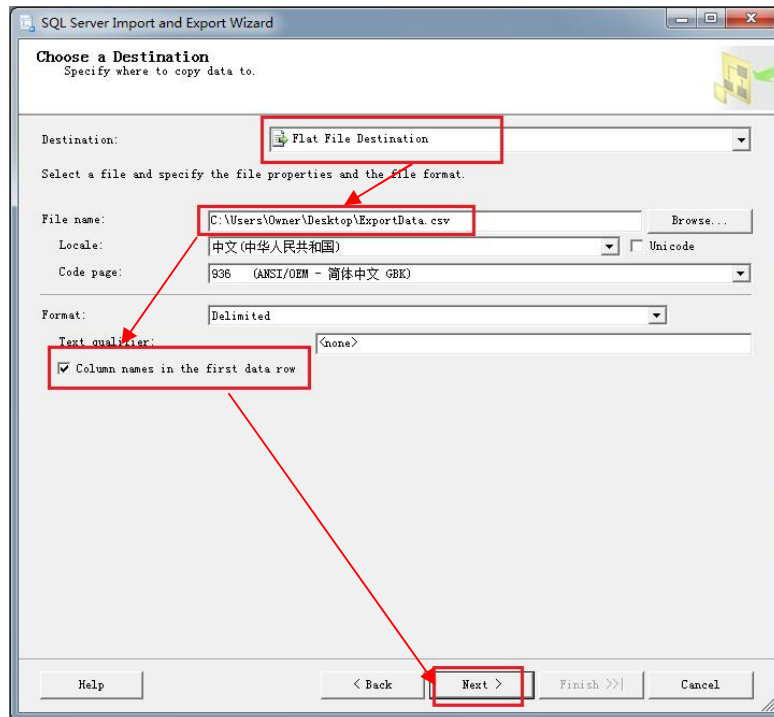 SQL Server Import and Export Wizard
Choose a Destination
Specify where to copy data to.
Destination: Flat File Destination
Select a file and specify the file properties and the file format.
File name: C:\Users\Owner\Desktop\ExportData.csv Browse...
Locale: 中文(中华人民共和国) Unicode
Code page: 936 (ANSI/OEM - 简体中文 GBK)
Format: Delimited
Text qualifier: <none>
Column names in the first data row
Help < Back Next > Finish >>| Cancel